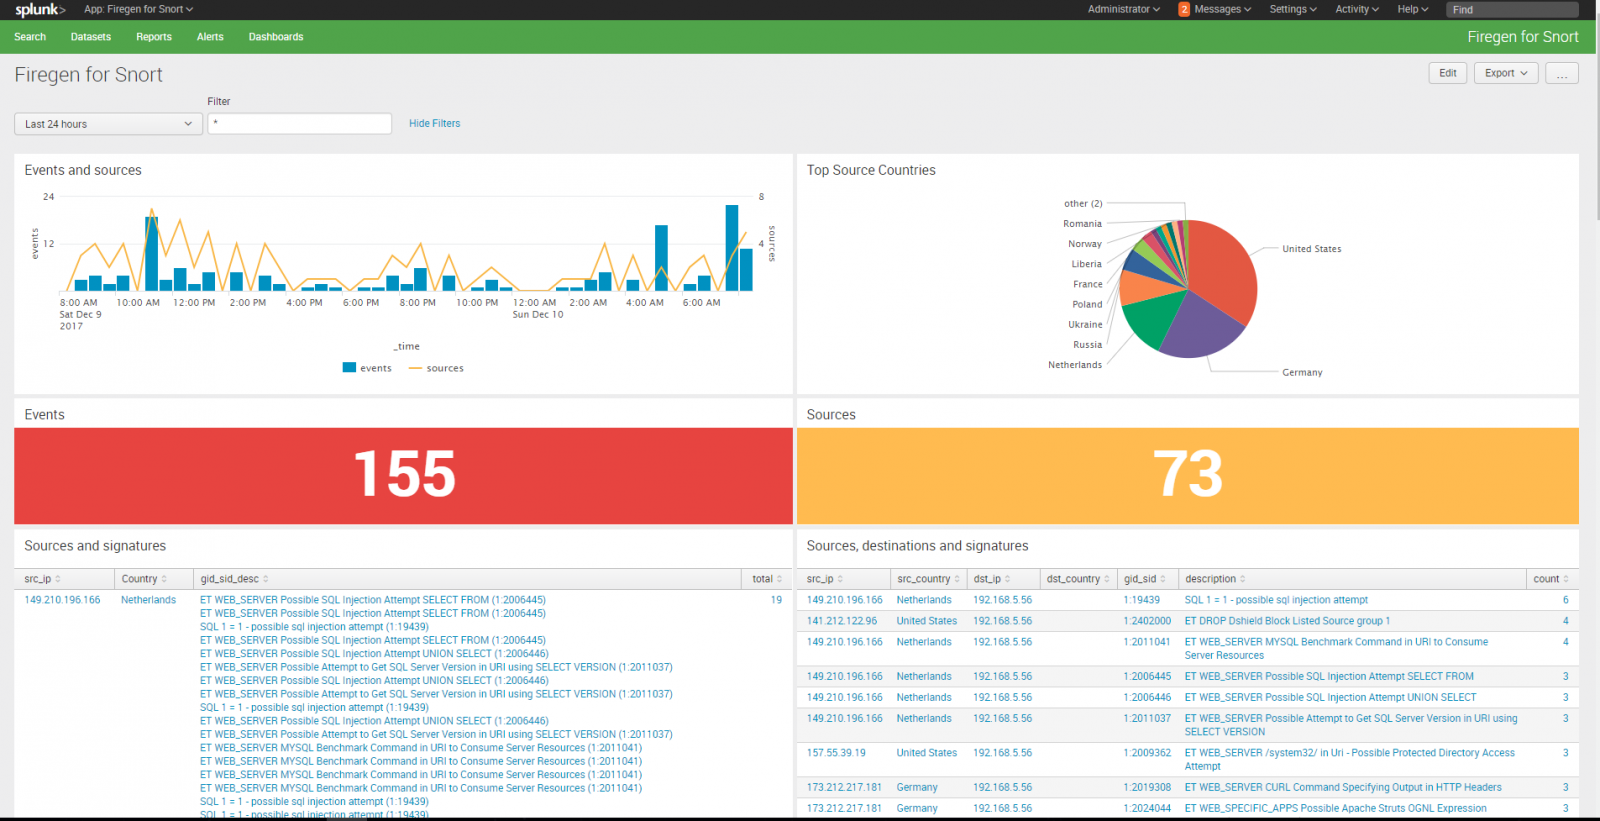 splunk> App: Firegen for Snort Administrator 2 Messages Settings Activity Help Find
Search Datasets Reports Alerts Dashboards Firegen for Snort
Firegen for Snort Edit Export ...
Filter
Last 24 hours * Hide Filters
Events and sources
24 8
events
12 4
sources
8:00 AM 10:00 AM 12:00 PM 2:00 PM 4:00 PM 6:00 PM 8:00 PM 10:00 PM 12:00 AM 2:00 AM 4:00 AM 6:00 AM
Sat Dec 9 Sun Dec 10
2017
_time
events sources
Top Source Countries
other (2)
Romania
Norway
Liberia
France
Poland
Ukraine
Russia
Netherlands
United States
Germany
Events
155
Sources
73
Sources and signatures
src_ip Country gid_sid_desc total
149.210.196.166 Netherlands ET WEB_SERVER Possible SQL Injection Attempt SELECT FROM (1:2006445) 19
ET WEB_SERVER Possible SQL Injection Attempt SELECT FROM (1:2006445)
SQL 1 = 1 - possible sql injection attempt (1:19439)
ET WEB_SERVER Possible SQL Injection Attempt SELECT FROM (1:2006445)
ET WEB_SERVER Possible SQL Injection Attempt UNION SELECT (1:2006446)
ET WEB_SERVER Possible Attempt to Get SQL Server Version in URI using SELECT VERSION (1:2011037)
ET WEB_SERVER Possible SQL Injection Attempt UNION SELECT (1:2006446)
ET WEB_SERVER Possible Attempt to Get SQL Server Version in URI using SELECT VERSION (1:2011037)
SQL 1 = 1 - possible sql injection attempt (1:19439)
ET WEB_SERVER Possible SQL Injection Attempt UNION SELECT (1:2006446)
ET WEB_SERVER Possible Attempt to Get SQL Server Version in URI using SELECT VERSION (1:2011037)
ET WEB_SERVER MYSQL Benchmark Command in URI to Consume Server Resources (1:2011041)
ET WEB_SERVER MYSQL Benchmark Command in URI to Consume Server Resources (1:2011041)
ET WEB_SERVER MYSQL Benchmark Command in URI to Consume Server Resources (1:2011041)
ET WEB_SERVER MYSQL Benchmark Command in URI to Consume Server Resources (1:2011041)
SQL 1 = 1 - possible sql injection attempt (1:19439)
SQL 1 = 1 - possible sql injection attempt (1:19439)
Sources, destinations and signatures
src_ip src_country dst_ip dst_country gid_sid description count
149.210.196.166 Netherlands 192.168.5.56 1:19439 SQL 1 = 1 - possible sql injection attempt 6
141.212.122.96 United States 192.168.5.56 1:2402000 ET DROP Dshield Block Listed Source group 1 4
149.210.196.166 Netherlands 192.168.5.56 1:2011041 ET WEB_SERVER MYSQL Benchmark Command in URI to Consume 4
Server Resources
149.210.196.166 Netherlands 192.168.5.56 1:2006445 ET WEB_SERVER Possible SQL Injection Attempt SELECT FROM 3
149.210.196.166 Netherlands 192.168.5.56 1:2006446 ET WEB_SERVER Possible SQL Injection Attempt UNION SELECT 3
149.210.196.166 Netherlands 192.168.5.56 1:2011037 ET WEB_SERVER Possible Attempt to Get SQL Server Version in URI using 3
SELECT VERSION
157.55.39.19 United States 192.168.5.56 1:2009362 ET WEB_SERVER /system32/ in Uri - Possible Protected Directory Access 3
Attempt
173.212.217.181 Germany 192.168.5.56 1:2019308 ET WEB_SERVER CURL Command Specifying Output in HTTP Headers 3
173.212.217.181 Germany 192.168.5.56 1:2024044 ET WEB_SPECIFIC_APPS Possible Apache Struts OGNL Expression 3